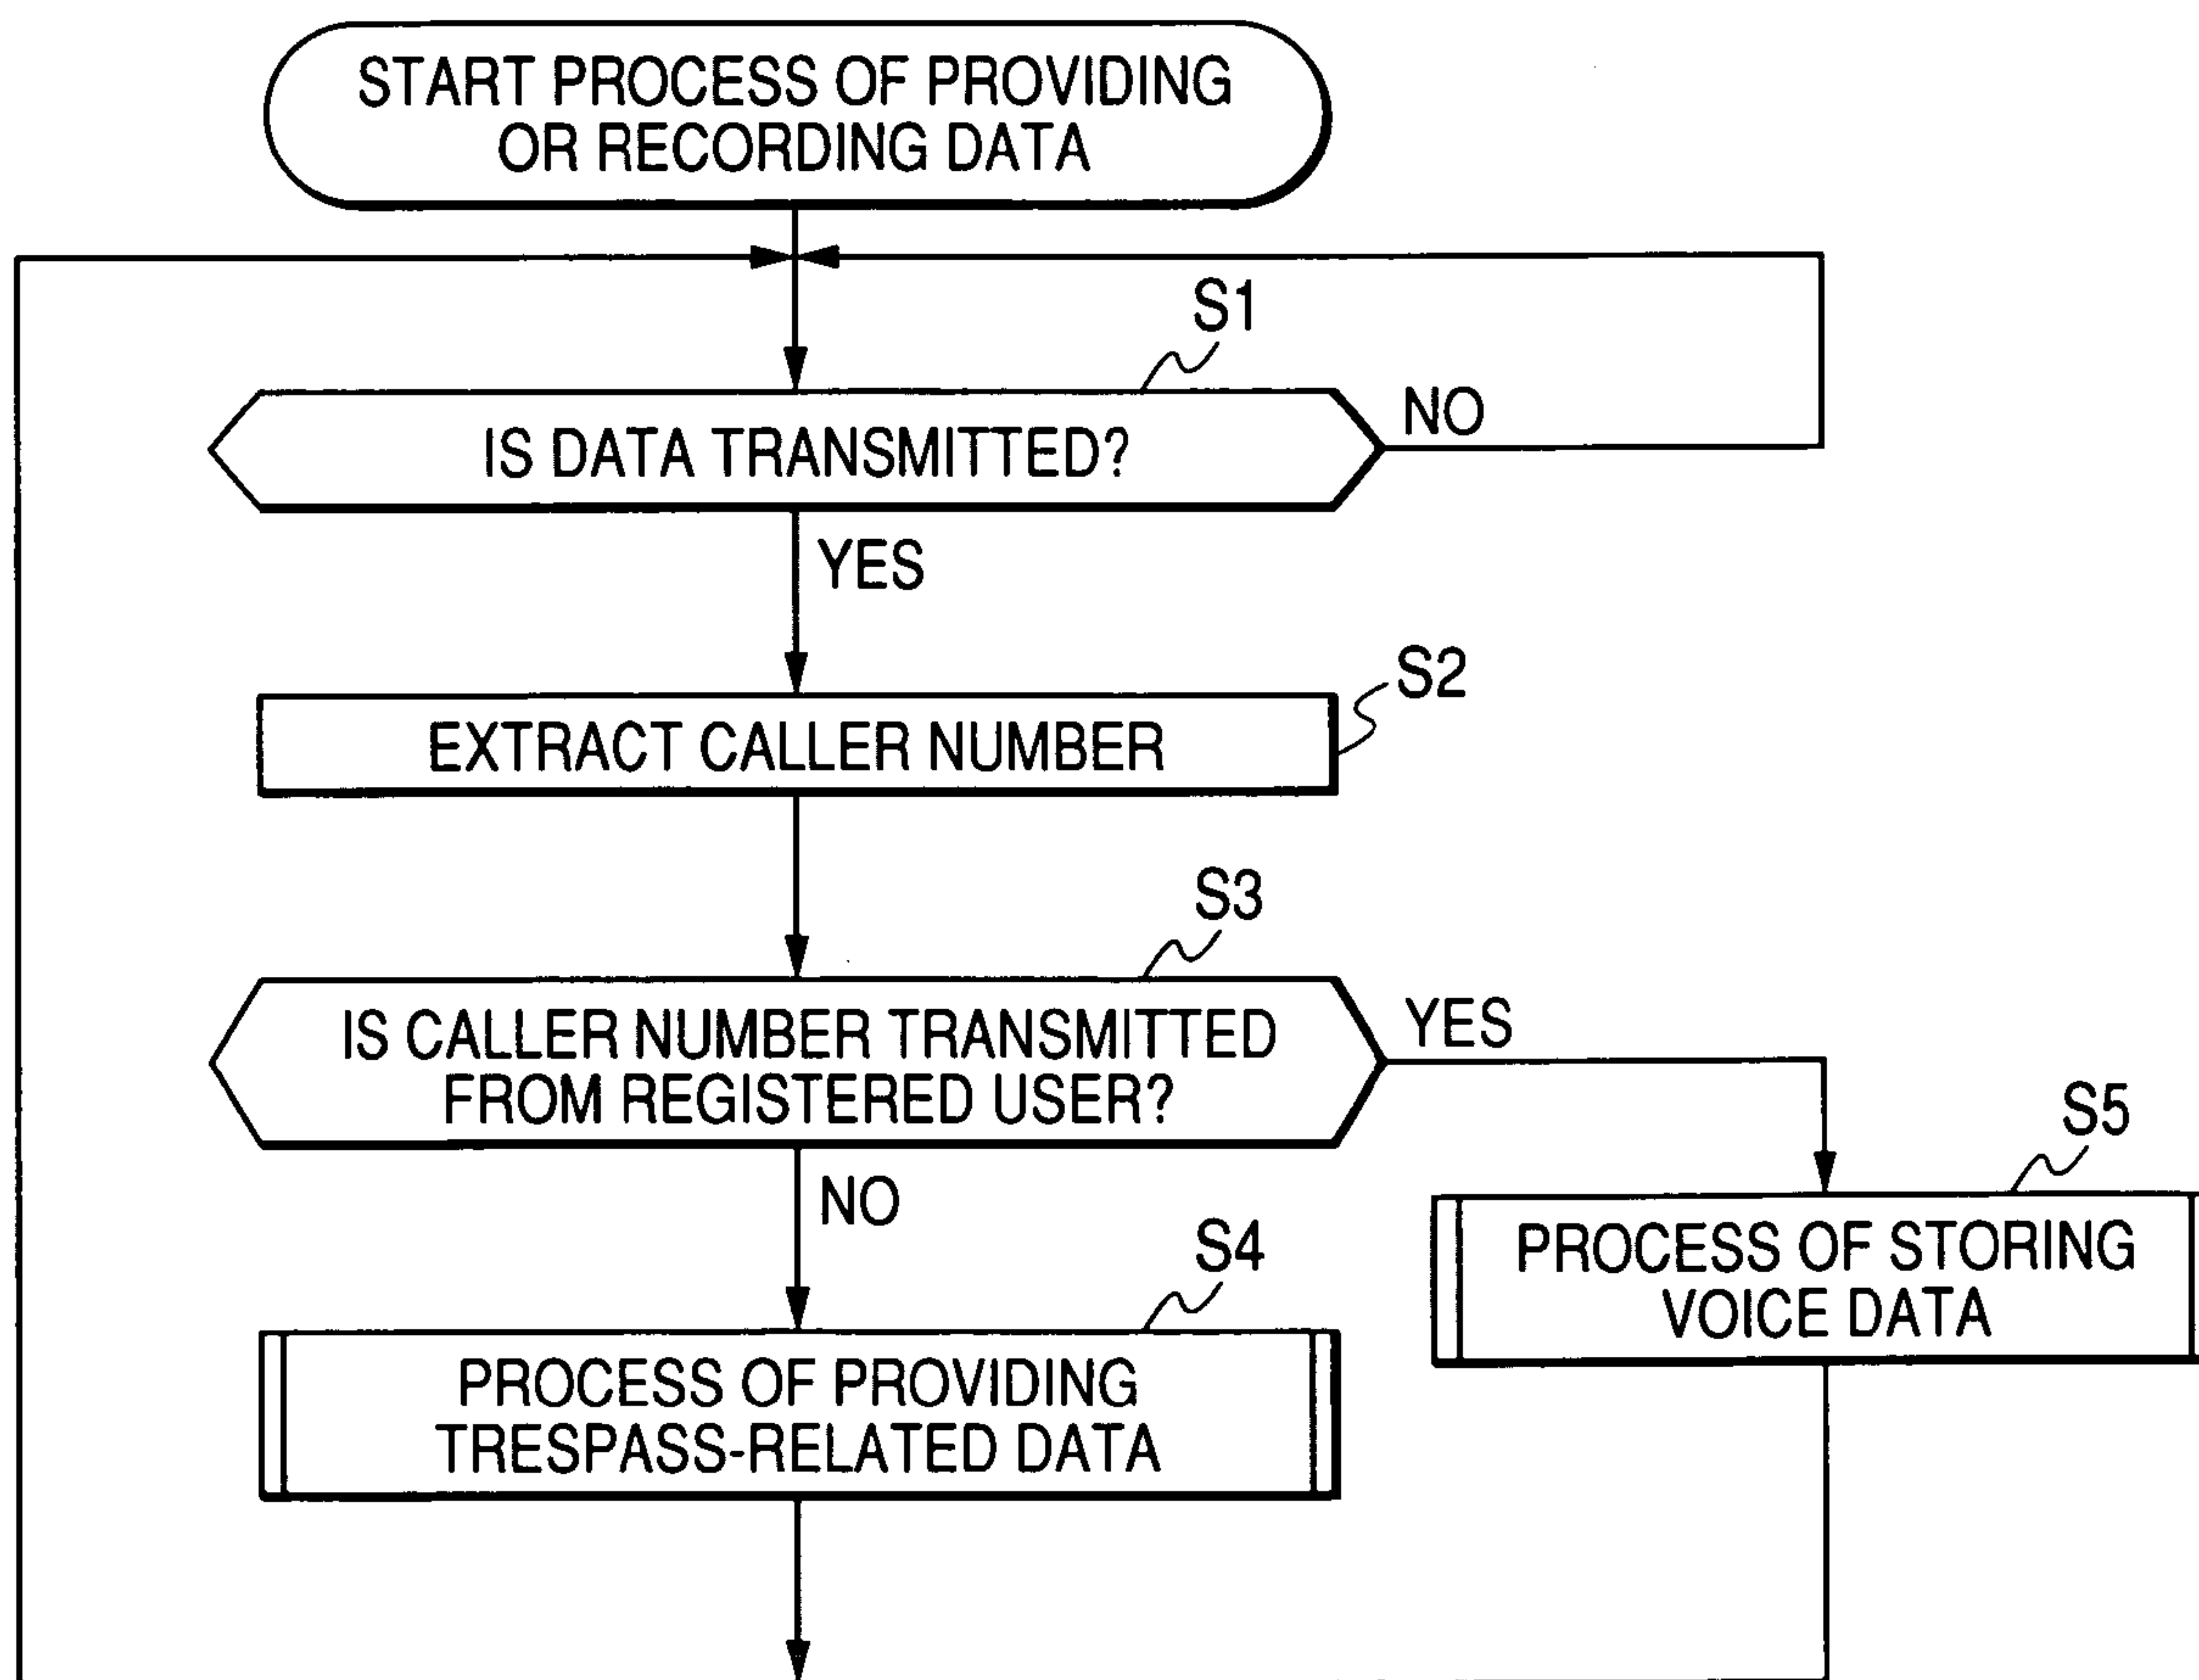 START PROCESS OF PROVIDING
OR RECORDING DATA
S1
IS DATA TRANSMITTED?
NO
YES
S2
EXTRACT CALLER NUMBER
S3
IS CALLER NUMBER TRANSMITTED
FROM REGISTERED USER?
YES
NO
S5
PROCESS OF STORING
VOICE DATA
S4
PROCESS OF PROVIDING
TRESPASS-RELATED DATA